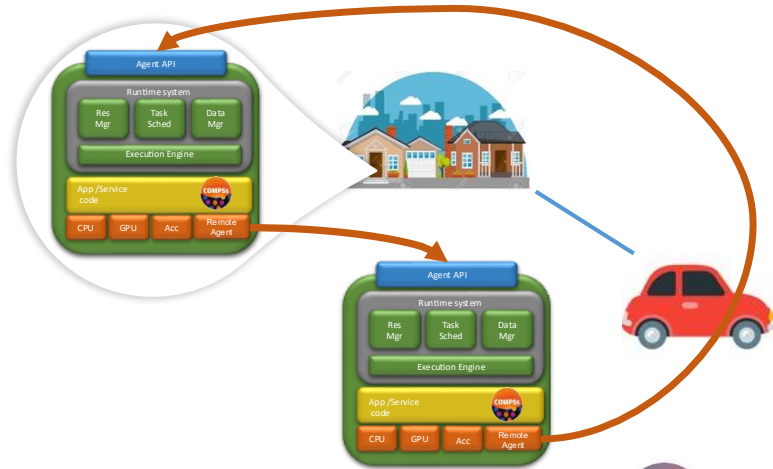 Agent API
Runtime system
Res
Mgr
Task
Sched
Data
Mgr
Execution Engine
App /Service
code
COMPSs
CPU
GPU
Acc
Remote
Agent
Agent API
Runtime system
Res
Mgr
Task
Sched
Data
Mgr
Execution Engine
App /Service
code
COMPSs
CPU
GPU
Acc
Remote
Agent